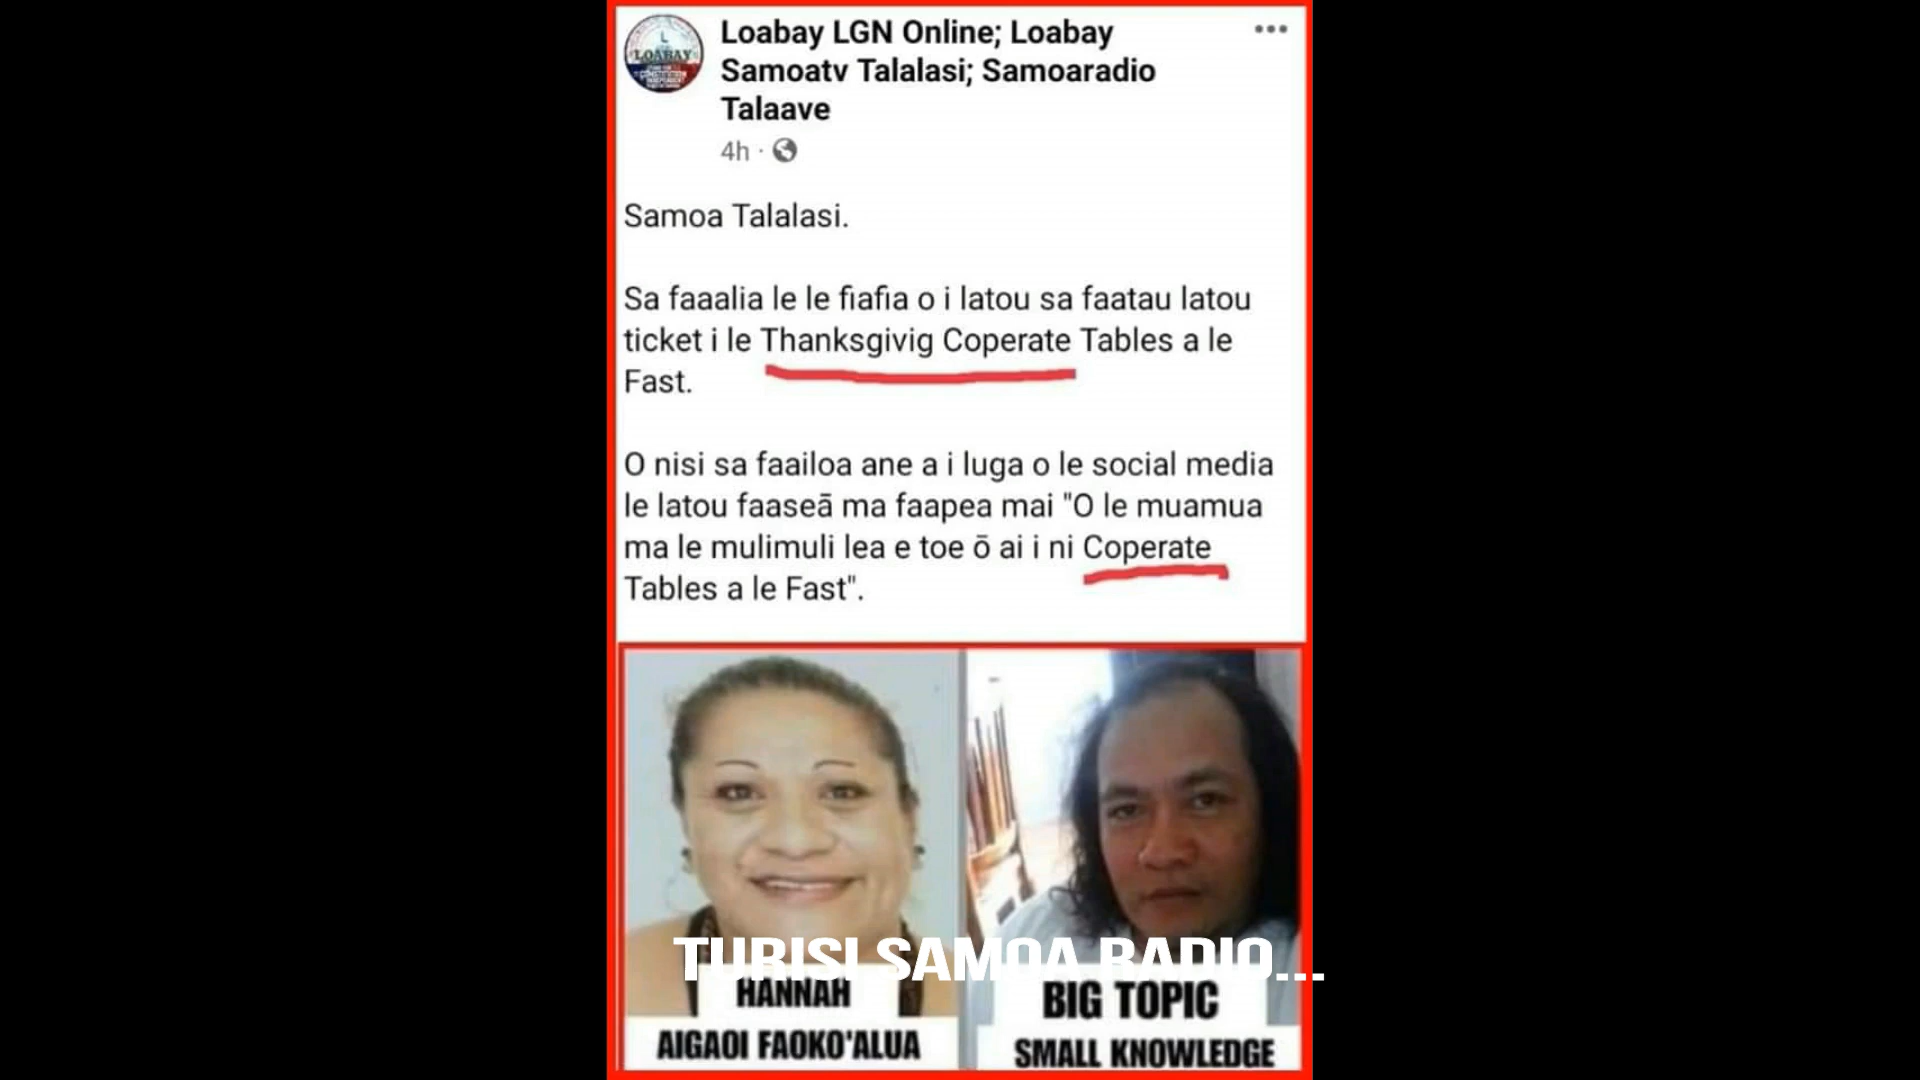 LOABAY
Loabay LGN Online; Loabay
Samoatv Talalasi; Samoaradio
Talaave
4h ·
Samoa Talalasi.
Sa faaalia le le fiafia o i latou sa faatau latou
ticket i le Thanksgivig Coperate Tables a le
Fast.
O nisi sa faailoa ane a i luga o le social media
le latou faaseā ma faapea mai "O le muamua
ma le mulimuli lea e toe ō ai i ni Coperate
Tables a le Fast".
TURISI SAMOA RADIO...
HANNAH
AIGAOI FAOKO'ALUA
BIG TOPIC
SMALL KNOWLEDGE